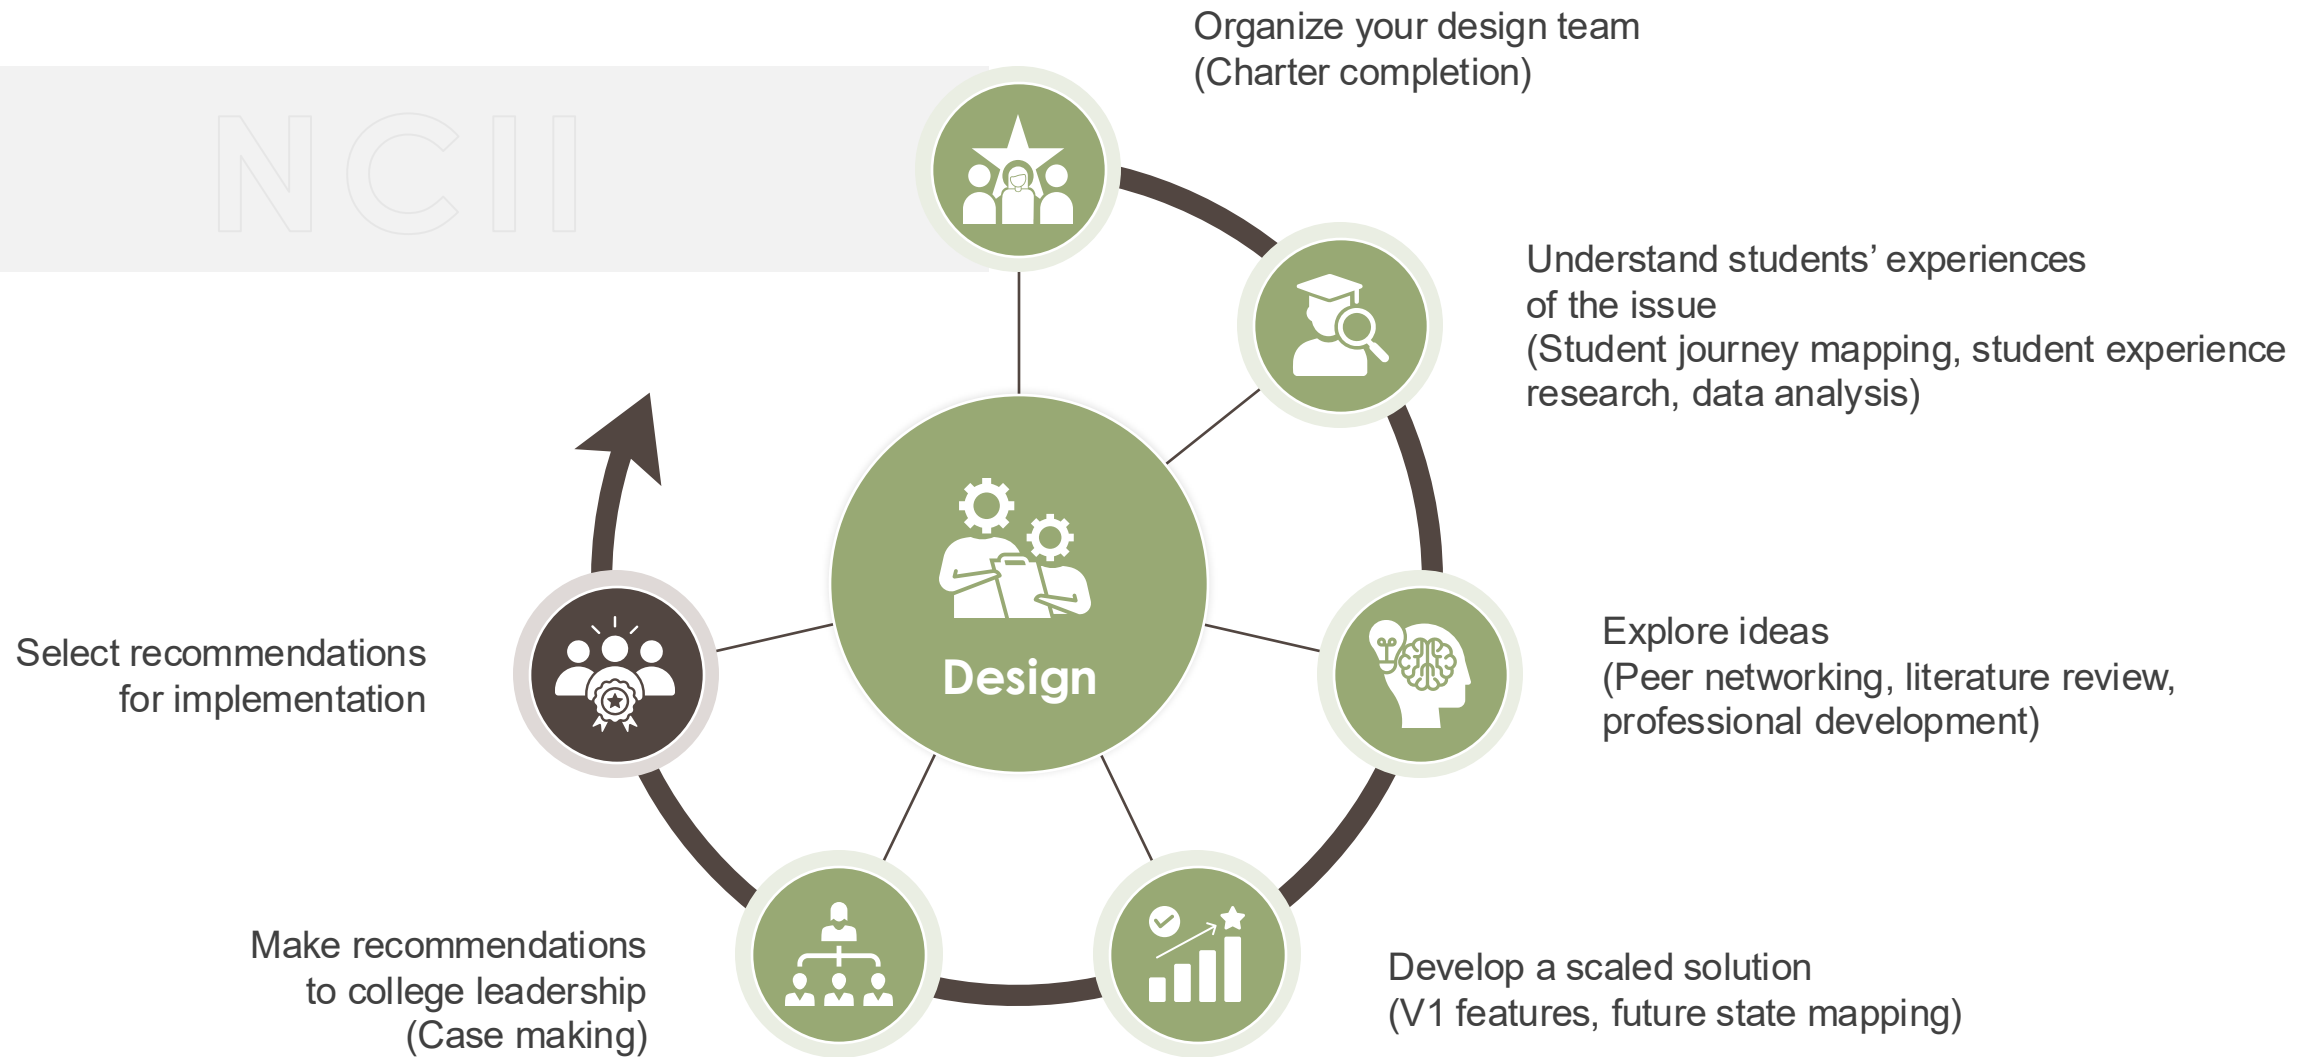 Organize your design team
(Charter completion)
NCII
Understand students’ experiences
of the issue
(Student journey mapping, student experience
research, data analysis)
Explore ideas
(Peer networking, literature review,
professional development)
Develop a scaled solution
(V1 features, future state mapping)
Make recommendations
to college leadership
(Case making)
Select recommendations
for implementation
Design